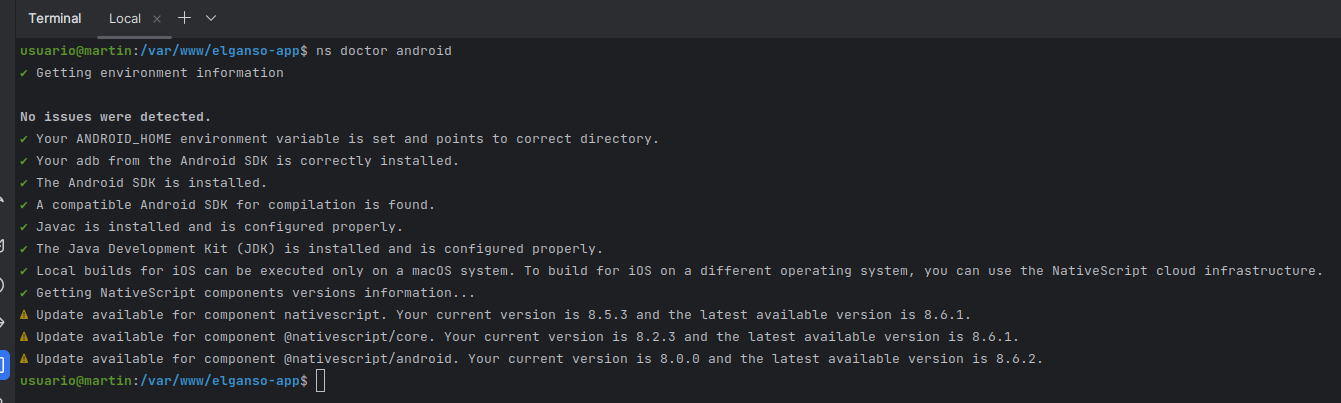 Terminal Local
usuario@martin:/var/www/elganso-app$ ns doctor android
✔ Getting environment information
No issues were detected.
✔ Your ANDROID_HOME environment variable is set and points to correct directory.
✔ Your adb from the Android SDK is correctly installed.
✔ The Android SDK is installed.
✔ A compatible Android SDK for compilation is found.
✔ Javac is installed and is configured properly.
✔ The Java Development Kit (JDK) is installed and is configured properly.
✔ Local builds for iOS can be executed only on a macOS system. To build for iOS on a different operating system, you can use the NativeScript cloud infrastructure.
✔ Getting NativeScript components versions information...
⚠ Update available for component nativescript. Your current version is 8.5.3 and the latest available version is 8.6.1.
⚠ Update available for component @nativescript/core. Your current version is 8.2.3 and the latest available version is 8.6.1.
⚠ Update available for component @nativescript/android. Your current version is 8.0.0 and the latest available version is 8.6.2.
usuario@martin:/var/www/elganso-app$